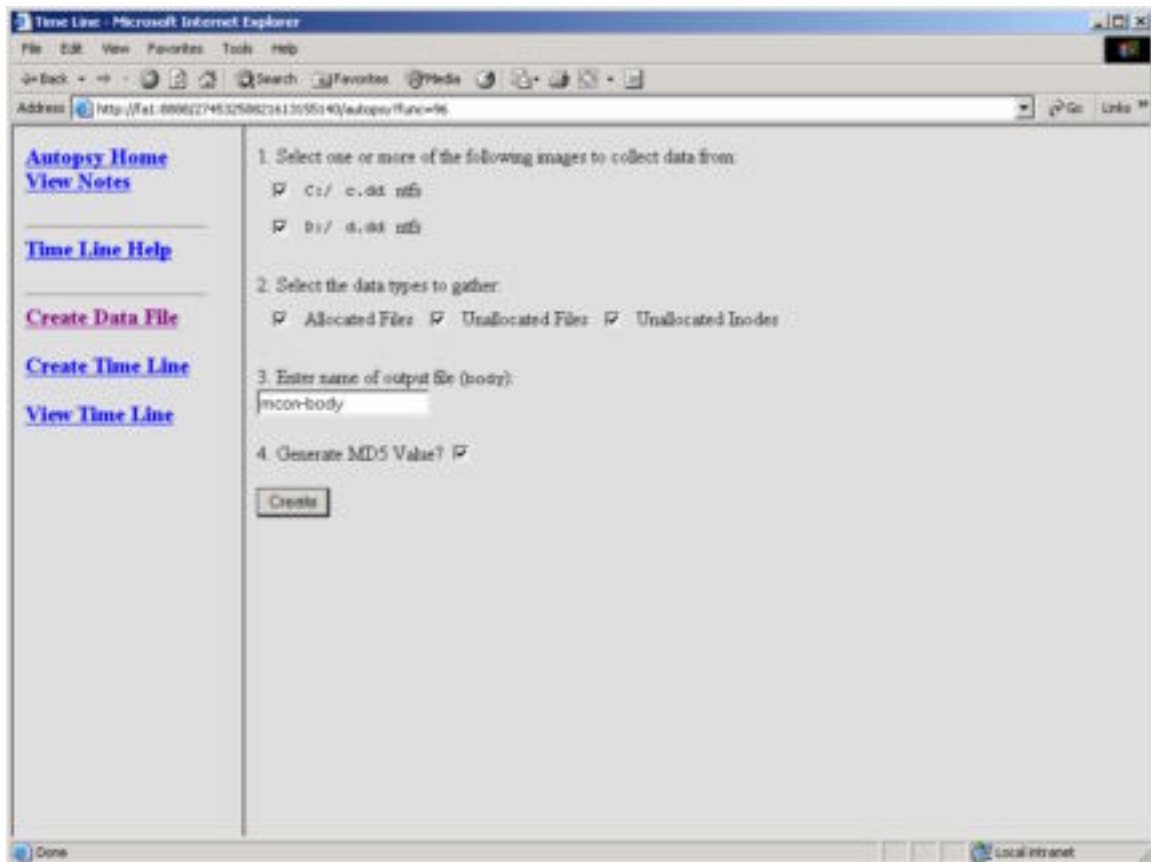 Time Line - Microsoft Internet Explorer
File Edit View Favorites Tools Help
Back Search Favorites Media
Address Go Links »
Autopsy Home
View Notes
Time Line Help
Create Data File
Create Time Line
View Time Line
1. Select one or more of the following images to collect data from:
C:/ c.dd ntfs
D:/ d.dd ntfs
2. Select the data types to gather:
Allocated Files Unallocated Files Unallocated Inodes
3. Enter name of output file (body):
mcon-body
4. Generate MD5 Value?
Create
Done Local intranet